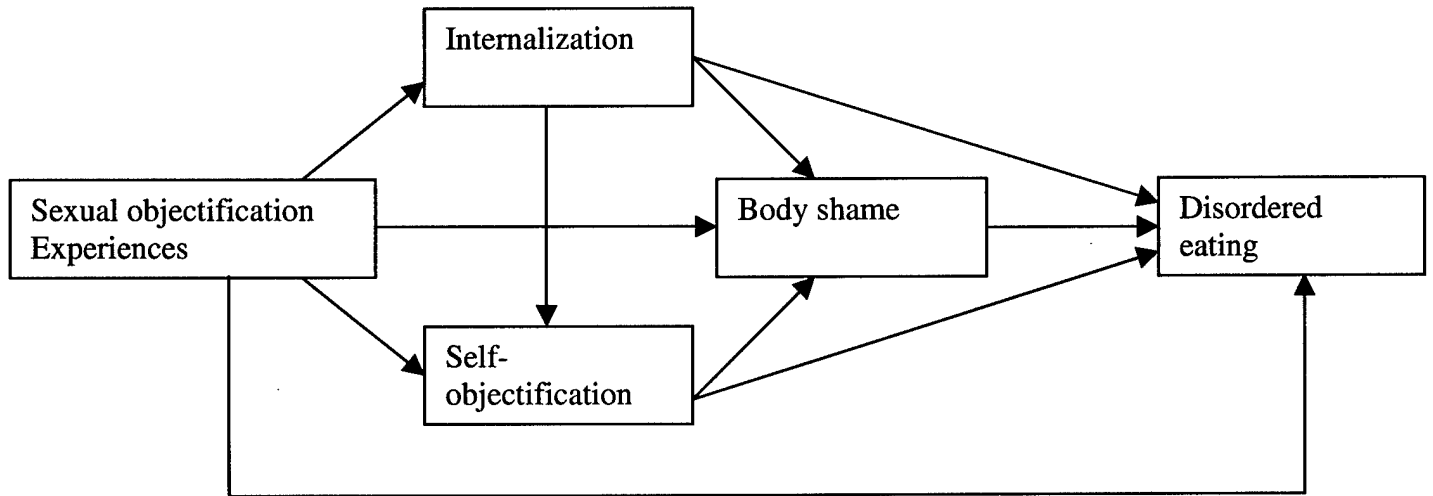 Internalization
Sexual objectification
Experiences
Body shame
Disordered
eating
Self-
objectification